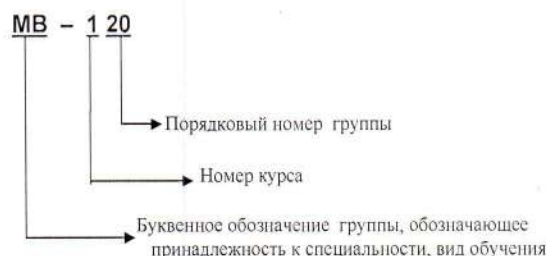 МВ – 1 20
Порядковый номер группы
Номер курса
Буквенное обозначение группы, обозначающее
принадлежность к специальности, вид обучения